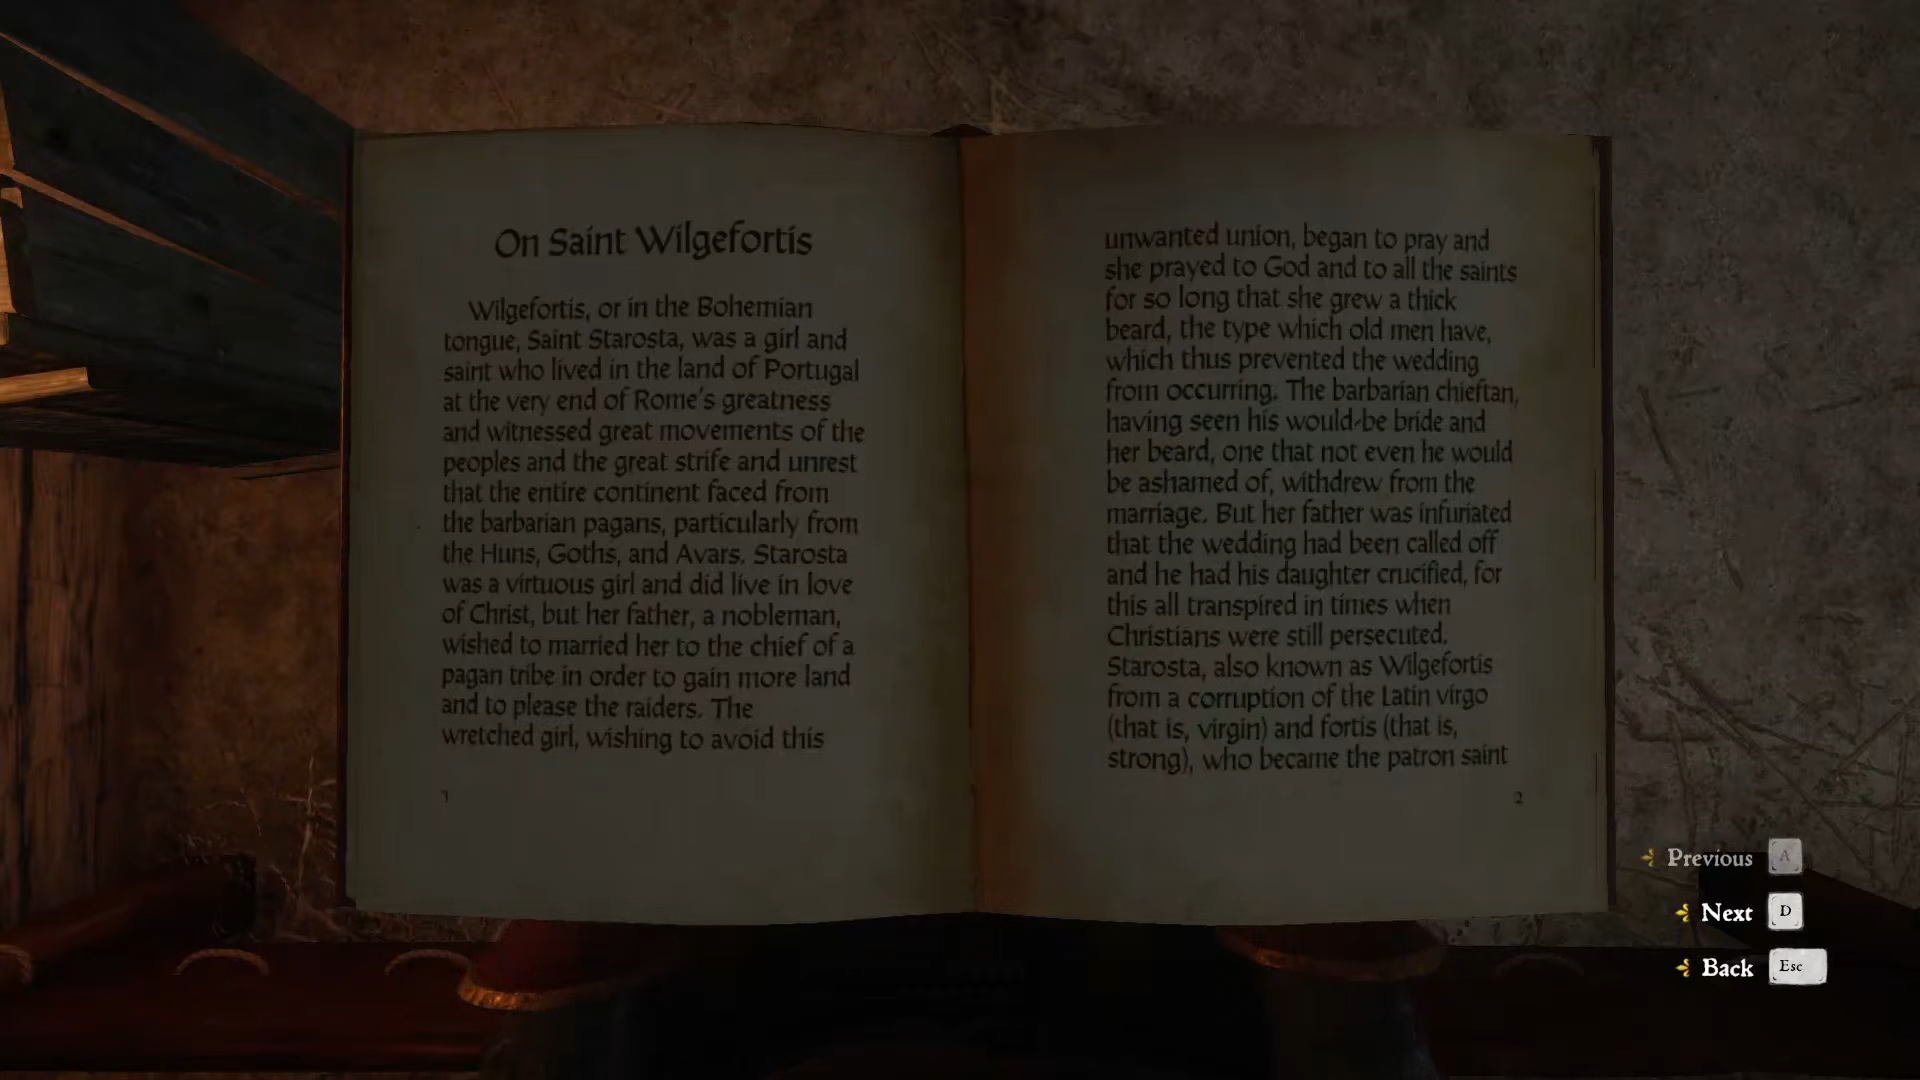 On Saint Wilgefortis
Wilgefortis, or in the Bohemian
tongue, Saint Starosta, was a girl and
saint who lived in the land of Portugal
at the very end of Rome's greatness
and witnessed great movements of the
peoples and the great strife and unrest
that the entire continent faced from
the barbarian pagans, particularly from
the Huns, Goths, and Avars. Starosta
was a virtuous girl and did live in love
of Christ, but her father, a nobleman,
wished to married her to the chief of a
pagan tribe in order to gain more land
and to please the raiders. The
wretched girl, wishing to avoid this
1
unwanted union, began to pray and
she prayed to God and to all the saints
for so long that she grew a thick
beard, the type which old men have,
which thus prevented the wedding
from occurring. The barbarian chieftan,
having seen his would-be bride and
her beard, one that not even he would
be ashamed of, withdrew from the
marriage. But her father was infuriated
that the wedding had been called off
and he had his daughter crucified, for
this all transpired in times when
Christians were still persecuted.
Starosta, also known as Wilgefortis
from a corruption of the Latin virgo
(that is, virgin) and fortis (that is,
strong), who became the patron saint
2
Previous A
Next D
Back Esc